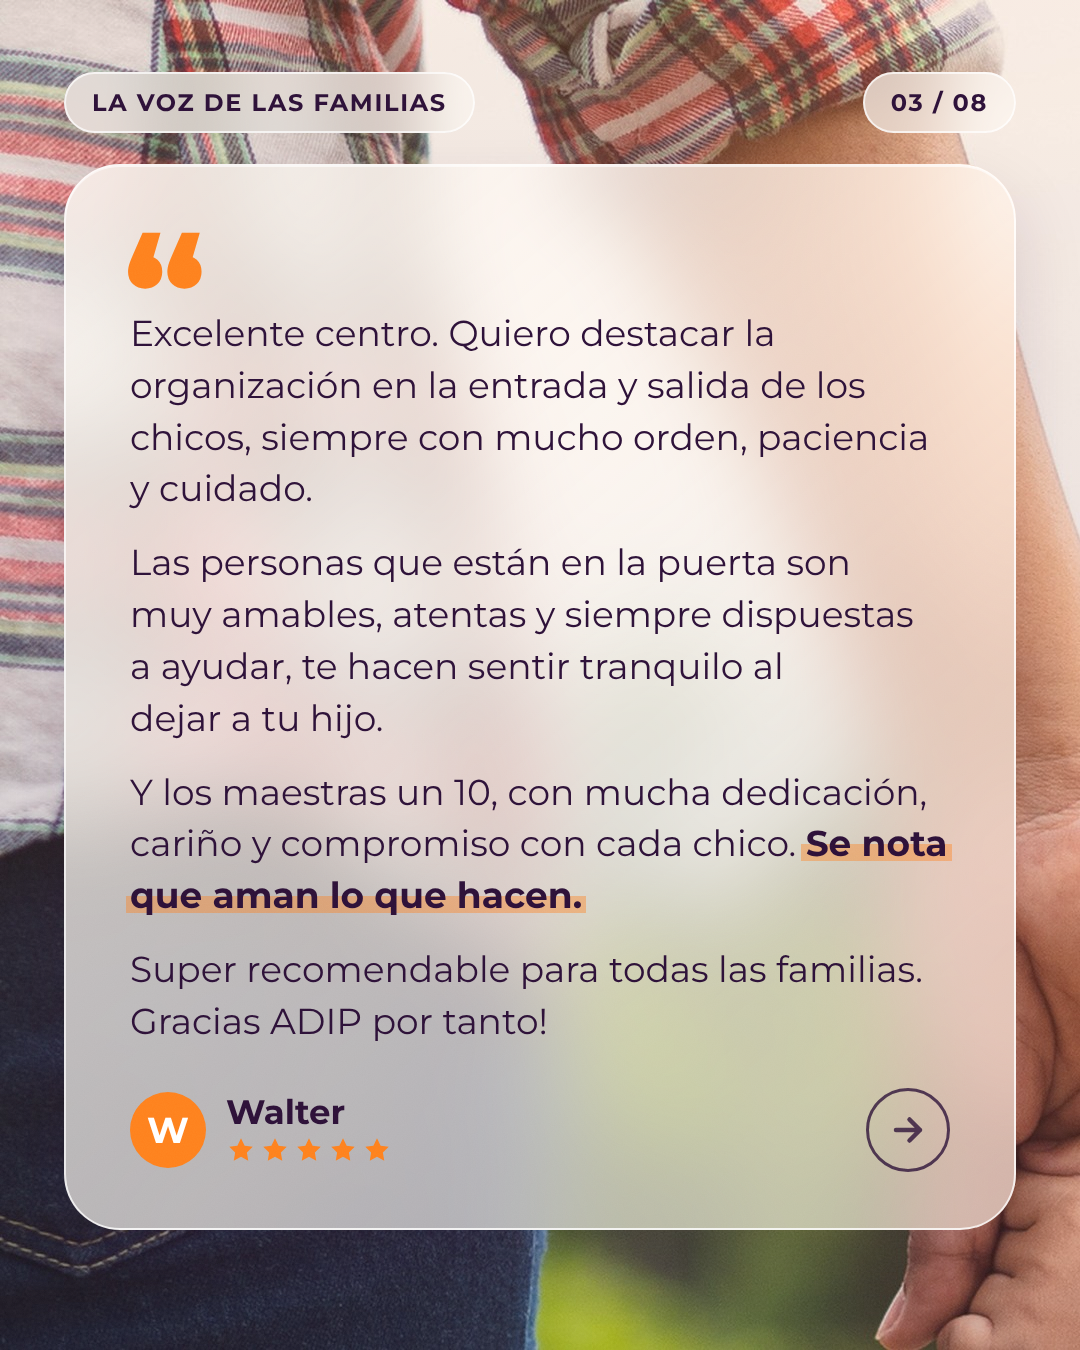 LA VOZ DE LAS FAMILIAS
03 / 08
“
Excelente centro. Quiero destacar la
organización en la entrada y salida de los
chicos, siempre con mucho orden, paciencia
y cuidado.
Las personas que están en la puerta son
muy amables, atentas y siempre dispuestas
a ayudar, te hacen sentir tranquilo al
dejar a tu hijo.
Y los maestras un 10, con mucha dedicación,
cariño y compromiso con cada chico. Se nota
que aman lo que hacen.
Super recomendable para todas las familias.
Gracias ADIP por tanto!
W
Walter